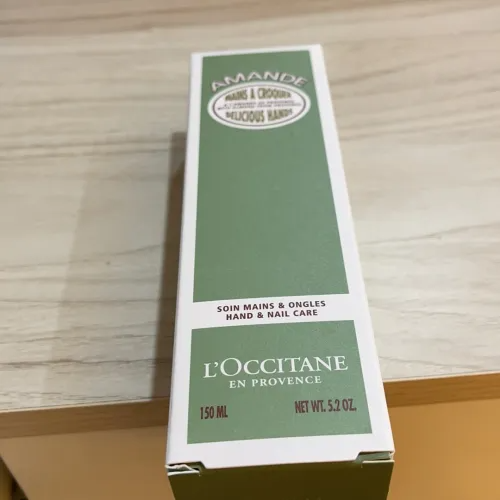 AMANDE
MAINS À CROQUER
DELICIOUS HANDS
SOIN MAINS & ONGLES
HAND & NAIL CARE
L'OCCITANE
EN PROVENCE
150 ML NET WT. 5.2 OZ.